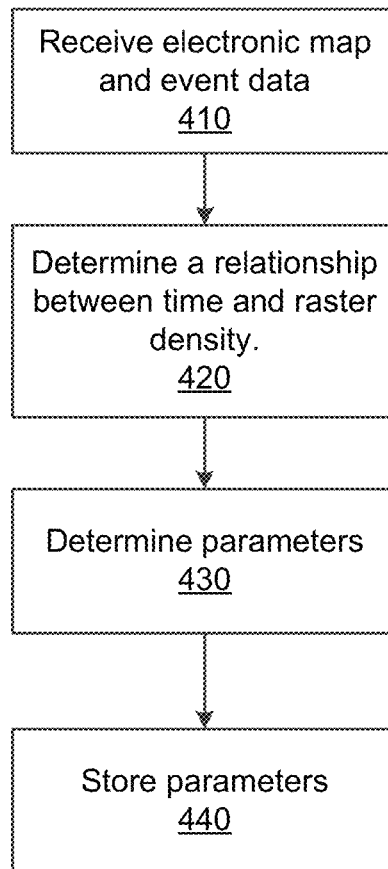 Receive electronic map
and event data
410
Determine a relationship
between time and raster
density.
420
Determine parameters
430
Store parameters
440